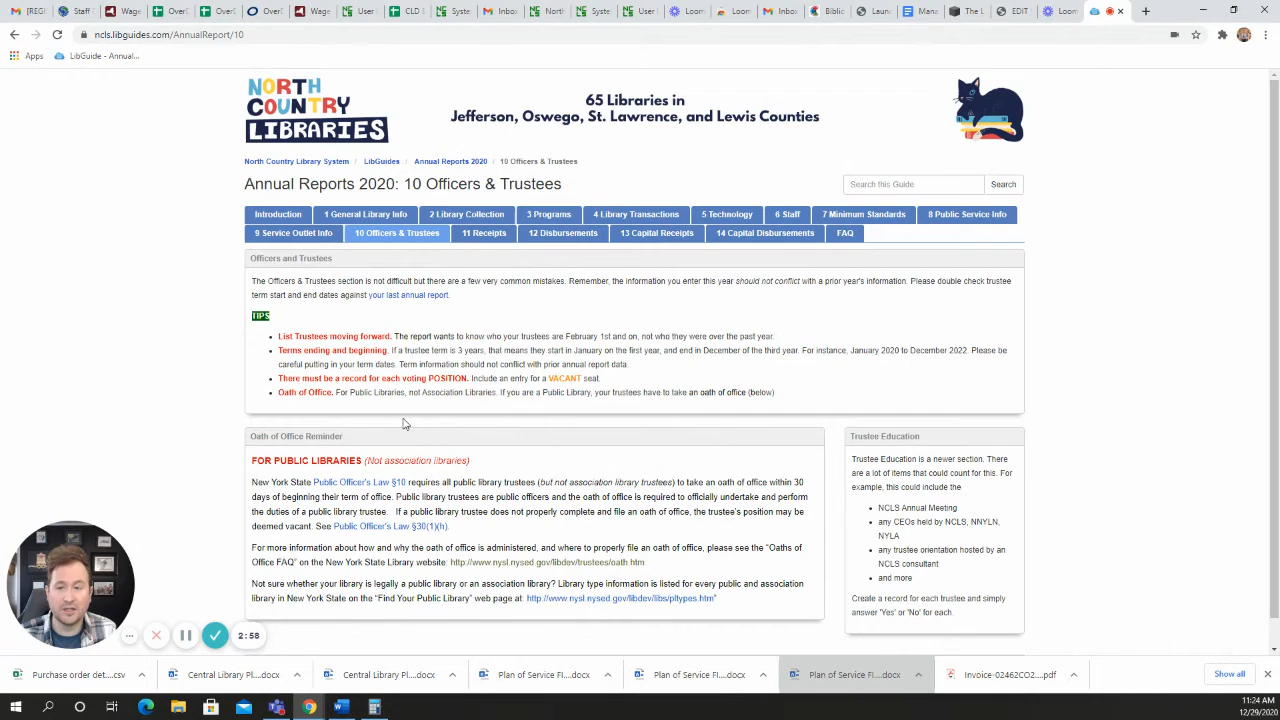 REGI
Staff
Over
Wage
Over
Wage
User
CLD
Syste
Inbox
Nort
Syste
User
Loom
Loom
Inbox
Biblic
Launc
Man
The L
EDIT
Loom
ncls.libguides.com/AnnualReport/10
Apps
LibGuide - Annual...
NORTH
COUNTRY
LIBRARIES
65 Libraries in
Jefferson, Oswego, St. Lawrence, and Lewis Counties
North Country Library System / LibGuides / Annual Reports 2020 / 10 Officers & Trustees
Annual Reports 2020: 10 Officers & Trustees
Search this Guide
Search
Introduction
1 General Library Info
2 Library Collection
3 Programs
4 Library Transactions
5 Technology
6 Staff
7 Minimum Standards
8 Public Service Info
9 Service Outlet Info
10 Officers & Trustees
11 Receipts
12 Disbursements
13 Capital Receipts
14 Capital Disbursements
FAQ
Officers and Trustees
The Officers & Trustees section is not difficult but there are a few very common mistakes. Remember, the information you enter this year should not conflict with a prior year's information. Please double check trustee
term start and end dates against your last annual report.
TIPS
List Trustees moving forward. The report wants to know who your trustees are February 1st and on, not who they were over the past year.
Terms ending and beginning. If a trustee term is 3 years, that means they start in January on the first year, and end in December of the third year. For instance, January 2020 to December 2022. Please be
careful putting in your term dates. Term information should not conflict with prior annual report data.
There must be a record for each voting POSITION. Include an entry for a VACANT seat.
Oath of Office. For Public Libraries, not Association Libraries. If you are a Public Library, your trustees have to take an oath of office (below)
Oath of Office Reminder
FOR PUBLIC LIBRARIES (Not association libraries)
New York State Public Officer's Law §10 requires all public library trustees (but not association library trustees) to take an oath of office within 30
days of beginning their term of office. Public library trustees are public officers and the oath of office is required to officially undertake and perform
the duties of a public library trustee. If a public library trustee does not properly complete and file an oath of office, the trustee's position may be
deemed vacant. See Public Officer's Law §30(1)(h).
For more information about how and why the oath of office is administered, and where to properly file an oath of office, please see the "Oaths of
Office FAQ" on the New York State Library website: http://www.nysl.nysed.gov/libdev/trustees/oath.htm
Not sure whether your library is legally a public library or an association library? Library type information is listed for every public and association
library in New York State on the "Find Your Public Library" web page at: http://www.nysl.nysed.gov/libdev/libs/pltypes.htm"
Trustee Education
Trustee Education is a newer section. There
are a lot of items that could count for this. For
example, this could include the
NCLS Annual Meeting
any CEOs held by NCLS, NNYLN,
NYLA
any trustee orientation hosted by an
NCLS consultant
and more
Create a record for each trustee and simply
answer 'Yes' or 'No' for each.
2:58
Purchase order det....csv
Central Library Pl....docx
Central Library Pl....docx
Plan of Service Fl....docx
Plan of Service Fl....docx
Plan of Service Fl....docx
Invoice-02462CO2....pdf
Show all
11:24 AM
12/29/2020